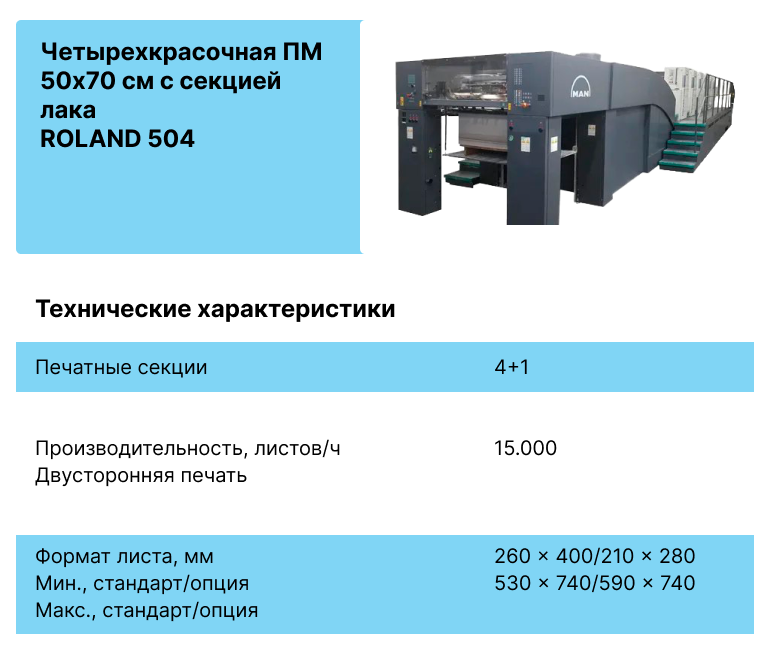 Четырехкрасочная ПМ
50x70 см с секцией
лака
ROLAND 504
MAN
Технические характеристики
Печатные секции 4+1
Производительность, листов/ч 15.000
Двусторонняя печать
Формат листа, мм 260 × 400/210 × 280
Мин., стандарт/опция 530 × 740/590 × 740
Макс., стандарт/опция